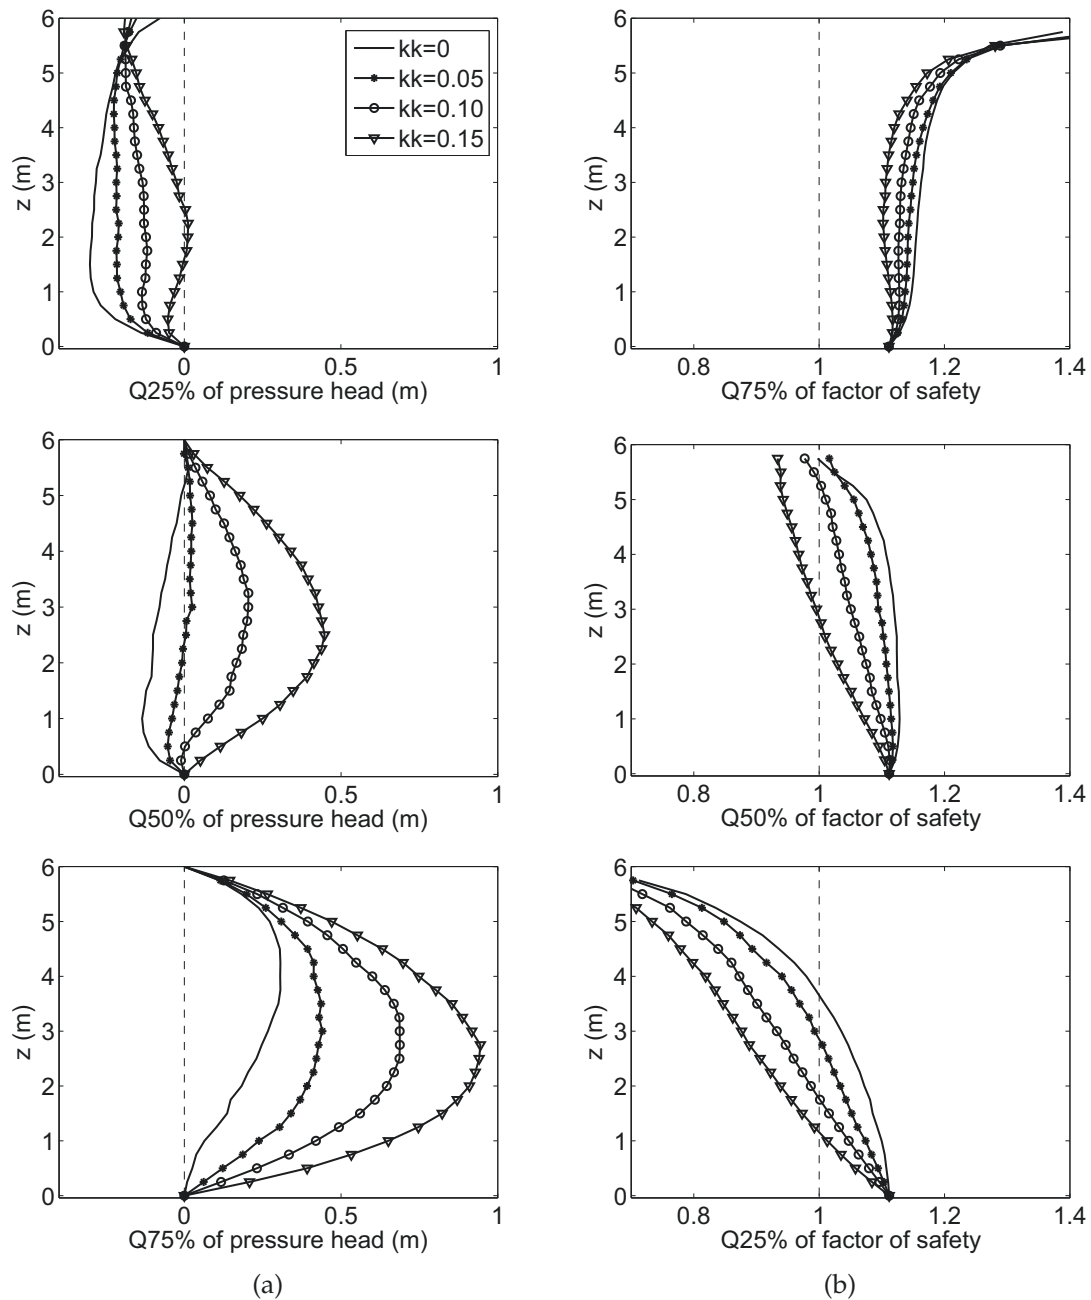 6
5
4
3
2
1
0
z (m)
kk=0
kk=0.05
kk=0.10
kk=0.15
0 0.5 1
Q25% of pressure head (m)
6
5
4
3
2
1
0
z (m)
0.8 1 1.2 1.4
Q75% of factor of safety
6
5
4
3
2
1
0
z (m)
0 0.5 1
Q50% of pressure head (m)
6
5
4
3
2
1
0
z (m)
0.8 1 1.2 1.4
Q50% of factor of safety
6
5
4
3
2
1
0
z (m)
0 0.5 1
Q75% of pressure head (m)
6
5
4
3
2
1
0
z (m)
0.8 1 1.2 1.4
Q25% of factor of safety
(a)
(b)